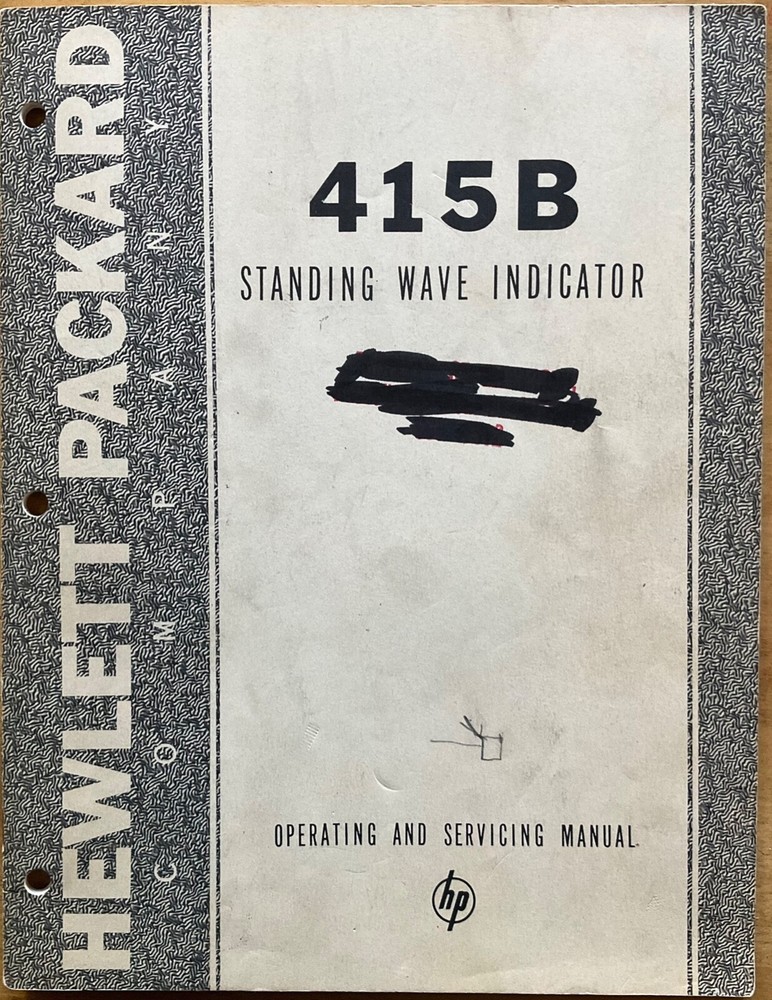 HEWLETT PACKARD
COMPANY
415B
STANDING WAVE INDICATOR
OPERATING AND SERVICING MANUAL
hp